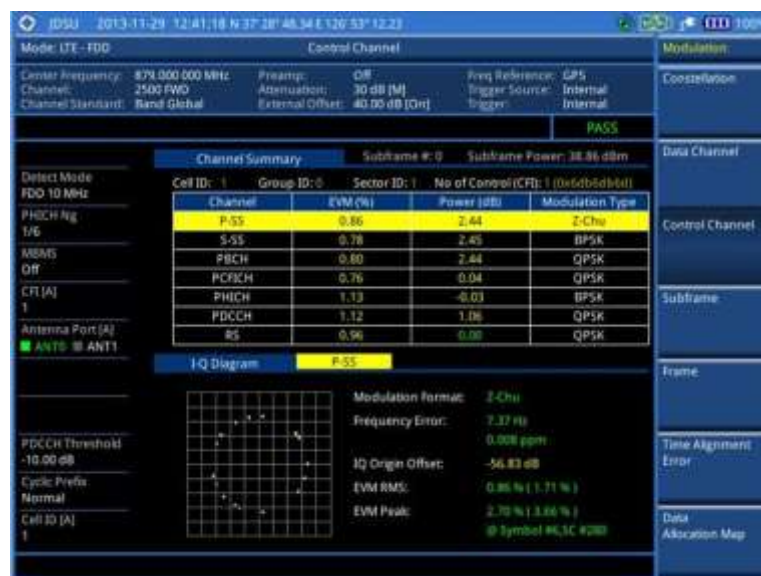 JDSU 2013-11-29 12:41:18 N 37° 28' 46.34 E 126° 53" 12.23 100%
Mode: LTE - FDD Control Channel Modulation
Center Frequency: 879.000 000 MHz Preamp: Off Freq Reference: GPS
Channel: 2500 FWD Attenuation: 30 dB [M] Trigger Source: Internal
Channel Standard: Band Global External Offset: 40.00 dB [On] Trigger: Internal
Constellation
PASS
Channel Summary Subframe #: 0 Subframe Power: 38.86 dBm
Data Channel
Detect Mode
FDD 10 MHz
Cell ID: 1 Group ID: 0 Sector ID: 1 No of Control (CFI): 1 (0x6db6db6d)
Channel EVM (%) Power (dB) Modulation Type
P-SS 0.86 2.44 Z-Chu
S-SS 0.78 2.45 BPSK
PBCH 0.80 2.44 QPSK
PCFICH 0.76 0.04 QPSK
PHICH 1.13 -0.03 BPSK
PDCCH 1.12 1.06 QPSK
RS 0.96 0.00 QPSK
PHICH Ng
1/6
Control Channel
MBMS
Off
CFI [A]
1
Subframe
Antenna Port [A]
ANT0 ANT1
I-Q Diagram P-SS
Frame
Modulation Format: Z-Chu
Frequency Error: 7.37 Hz
0.008 ppm
IQ Origin Offset: -56.83 dB
EVM RMS: 0.86 % ( 1.71 % )
EVM Peak: 2.70 % ( 3.66 % )
@ Symbol #6,SC #280
PDCCH Threshold
-10.00 dB
Time Alignment
Error
Cyclic Prefix
Normal
Cell ID [A]
1
Data
Allocation Map